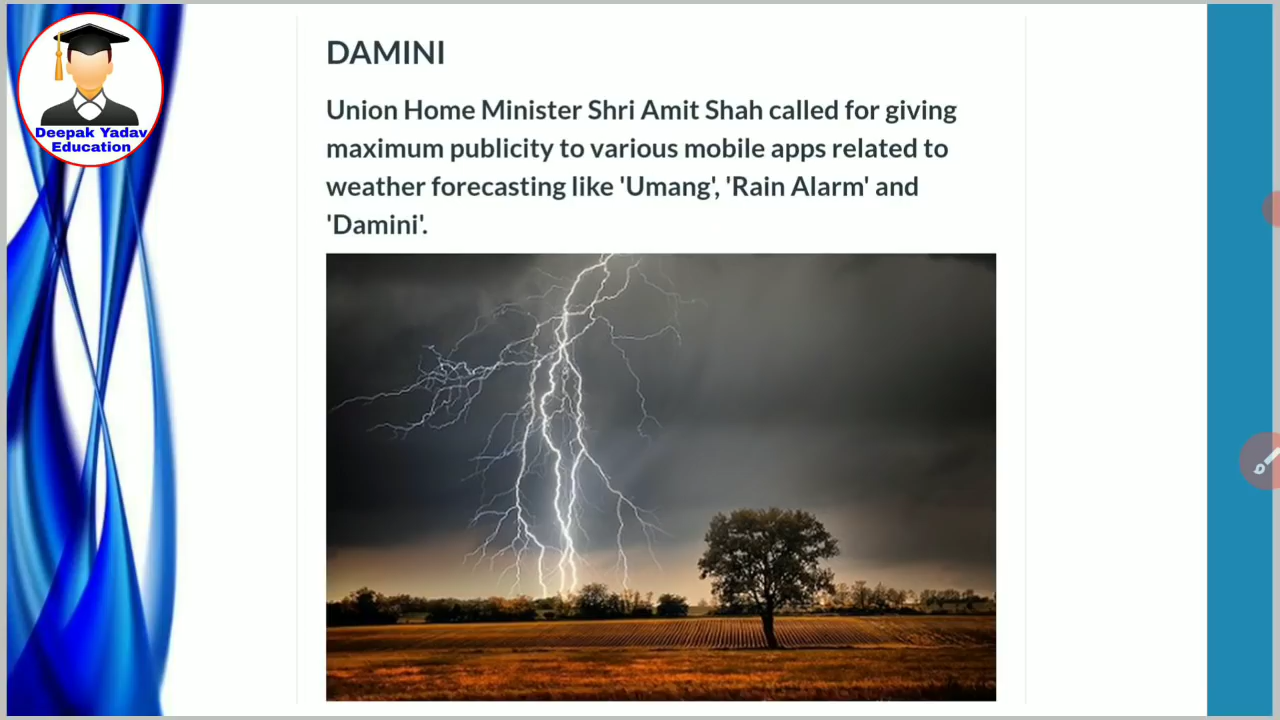 Deepak Yadav
Education
DAMINI
Union Home Minister Shri Amit Shah called for giving
maximum publicity to various mobile apps related to
weather forecasting like 'Umang', 'Rain Alarm' and
'Damini'.